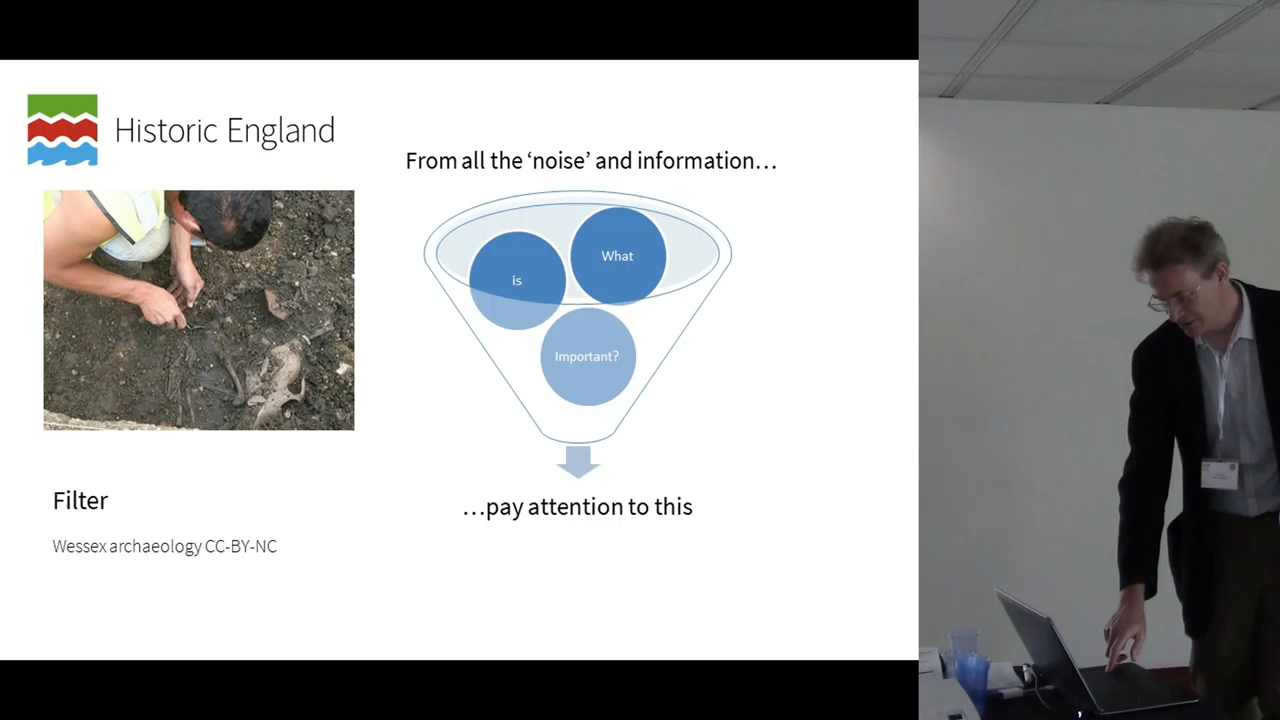 Historic England
From all the ‘noise’ and information…
What
is
Important?
…pay attention to this
Filter
Wessex archaeology CC-BY-NC